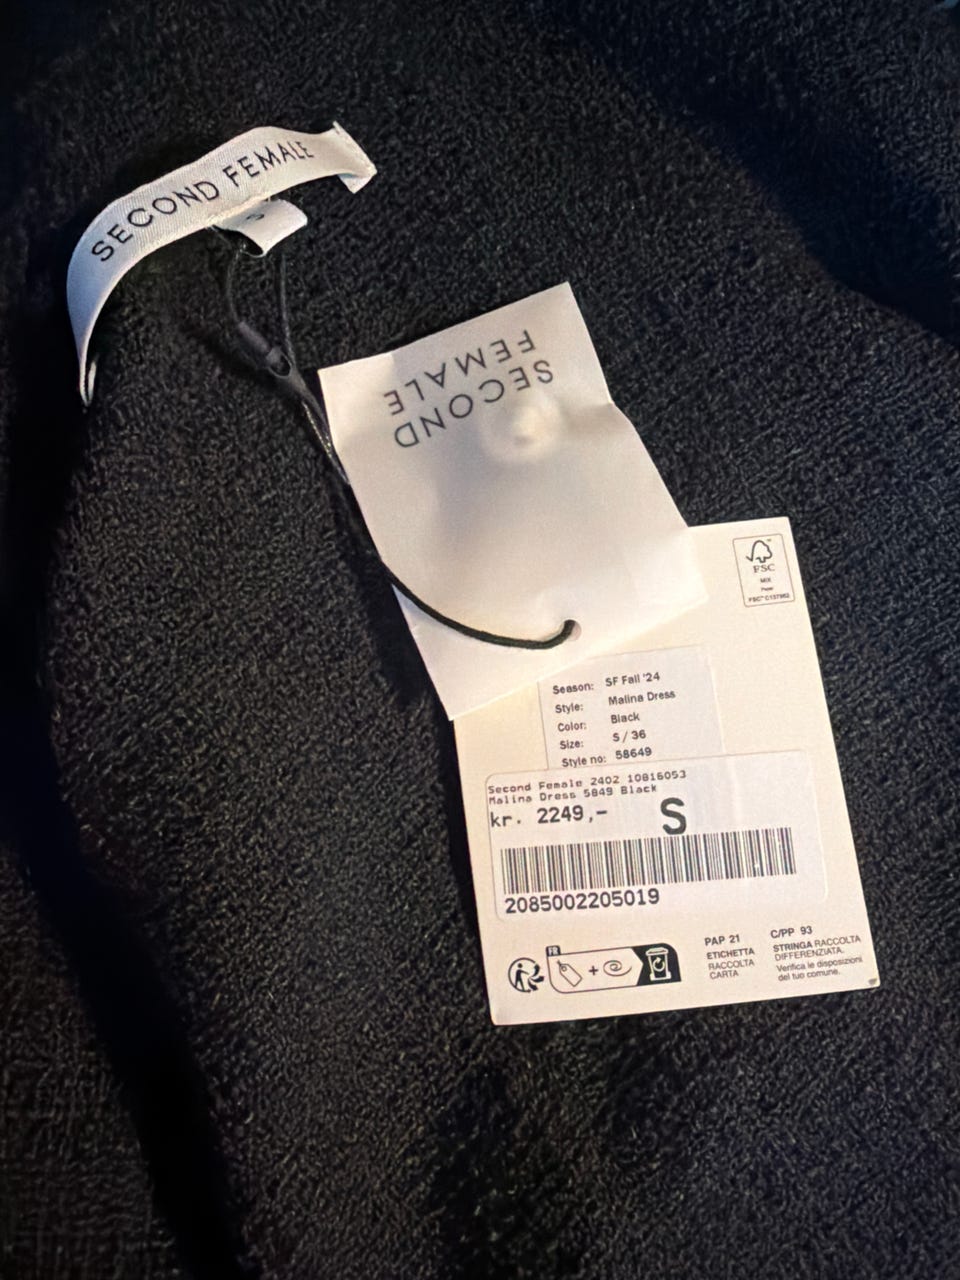 SECOND FEMALE
S
SECOND
FEMALE
FSC
MIX
Paper
FSC™ C137962
Season: SF Fall '24
Style: Malina Dress
Color: Black
Size: S / 36
Style no: 58649
Second Female 2402 10816053
Malina Dress 5849 Black
kr. 2249,- S
2085002205019
FR
+
PAP 21
ETICHETTA
RACCOLTA
CARTA
C/PP 93
STRINGA RACCOLTA
DIFFERENZIATA.
Verifica le disposizioni
del tuo comune.